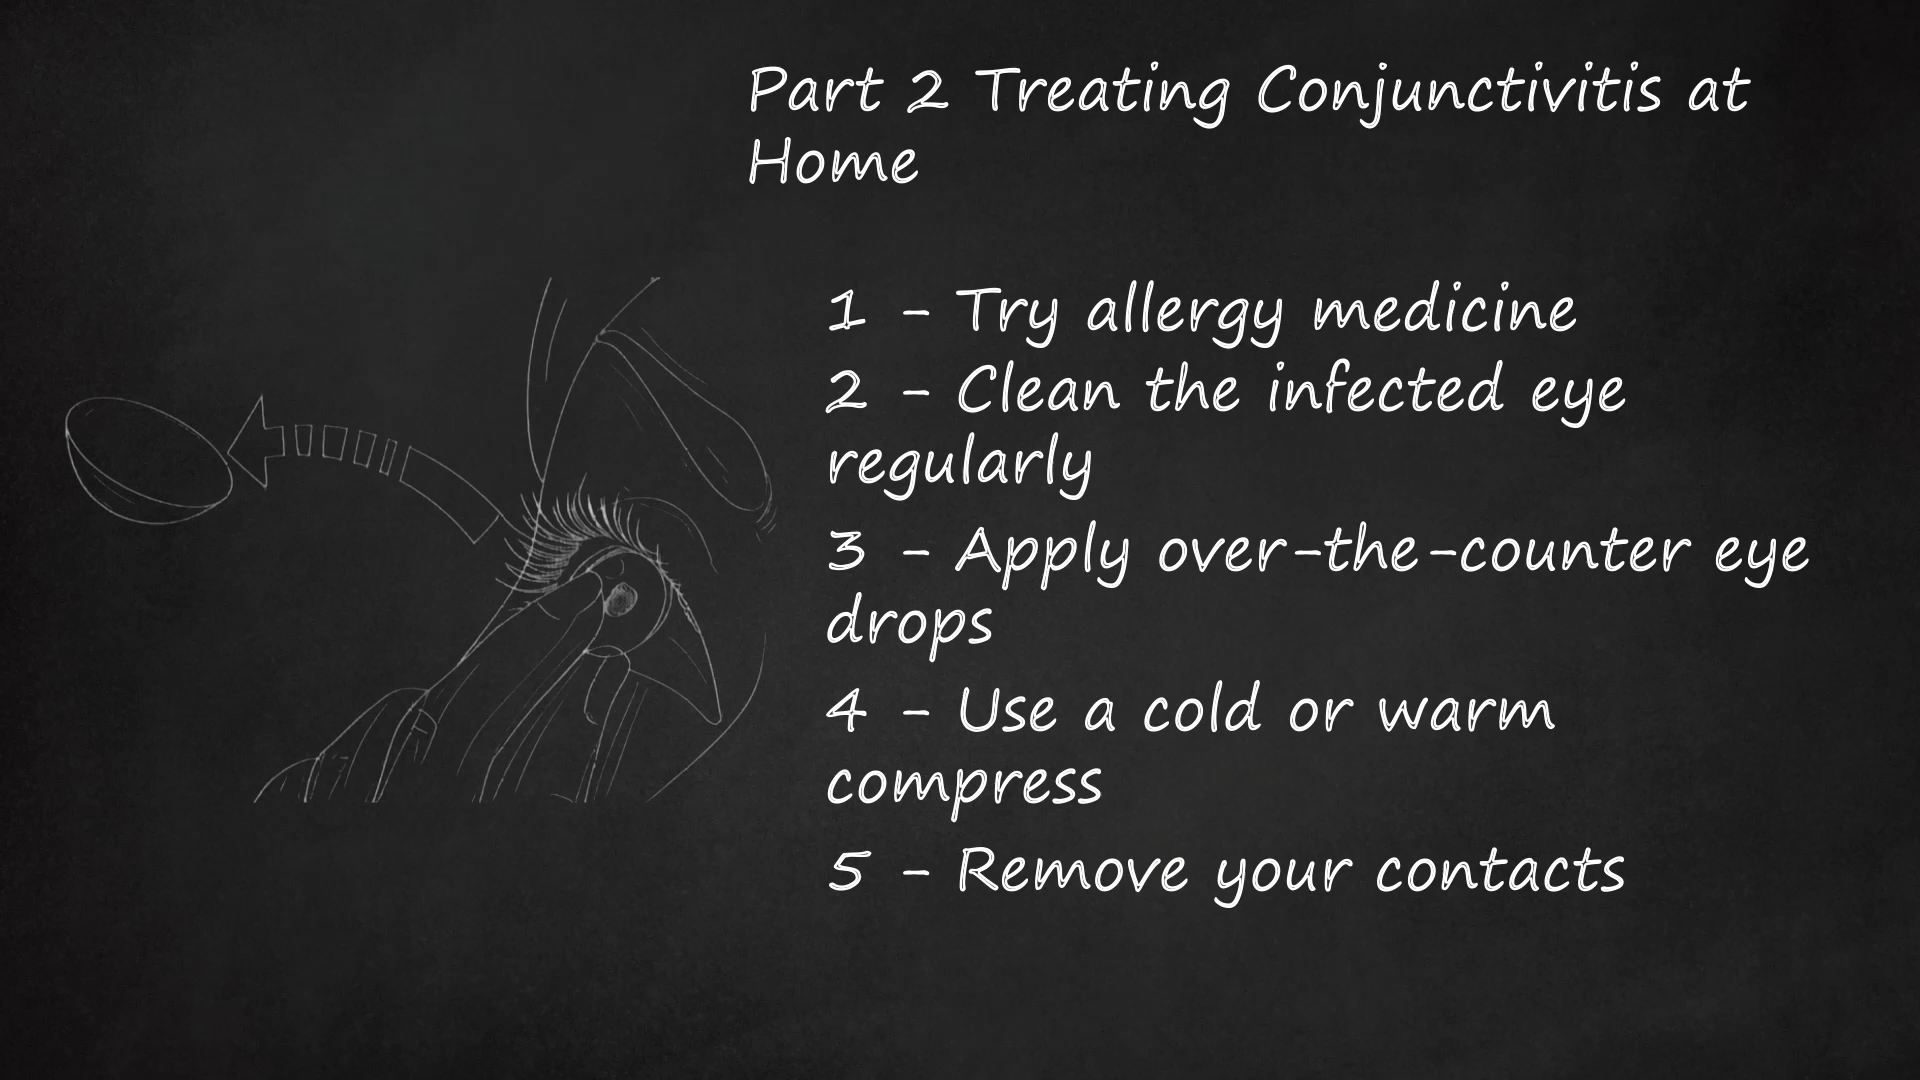 Part 2 Treating Conjunctivitis at
Home
1 - Try allergy medicine
2 - Clean the infected eye
regularly
3 - Apply over-the-counter eye
drops
4 - Use a cold or warm
compress
5 - Remove your contacts